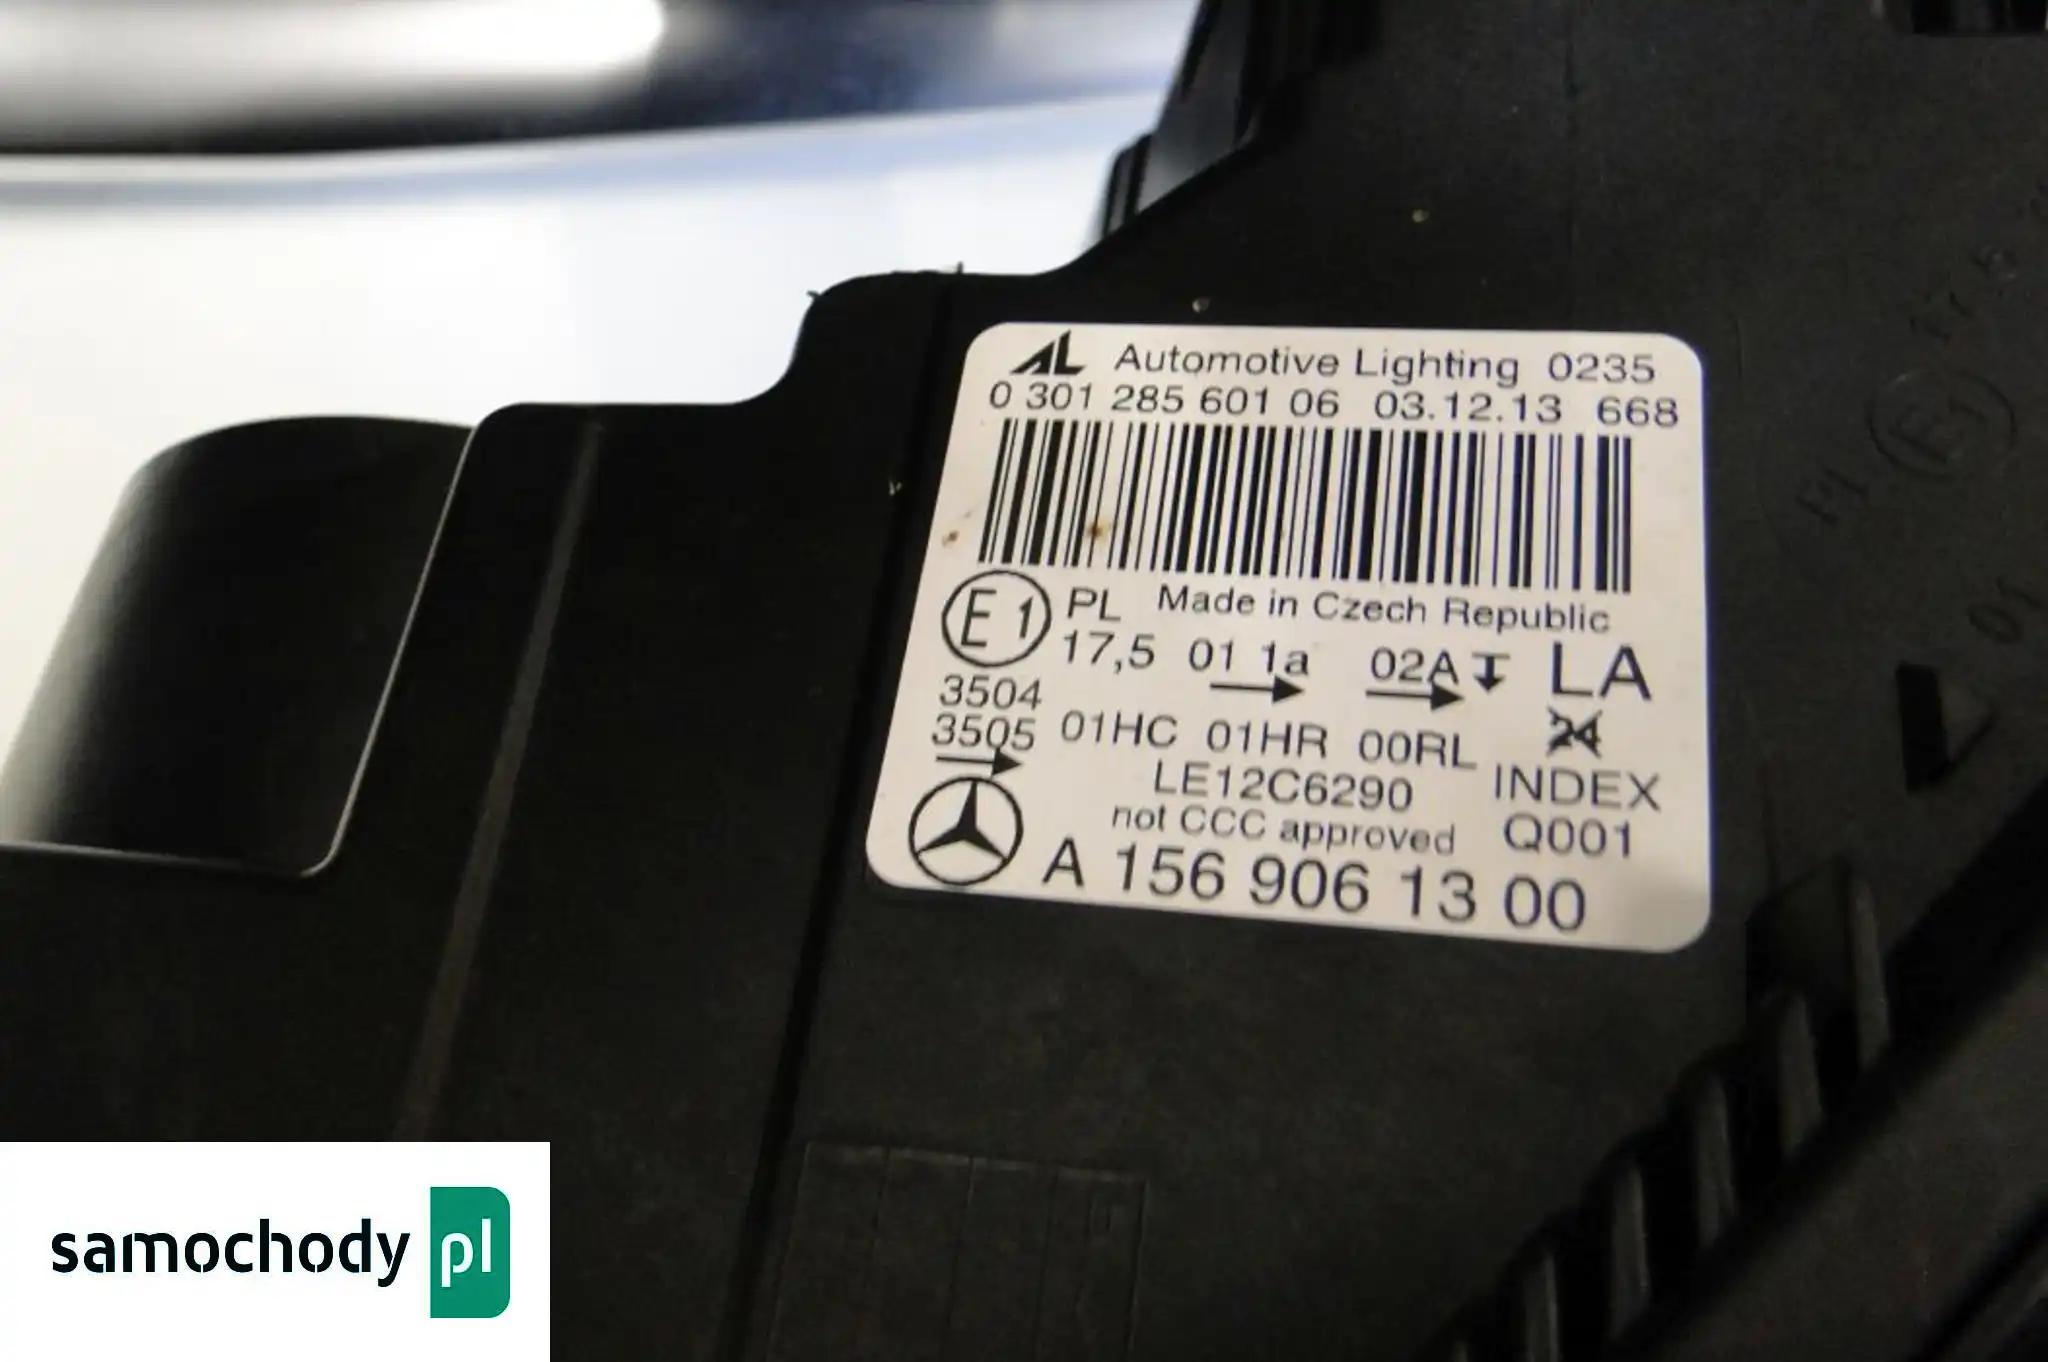 AL Automotive Lighting 0235
0 301 285 601 06 03.12.13 668
E1 PL Made in Czech Republic
17,5 01 1a 02A LA
3504
3505 01HC 01HR 00RL 24
LE12C6290 INDEX
not CCC approved Q001
A 156 906 13 00
samochody pl